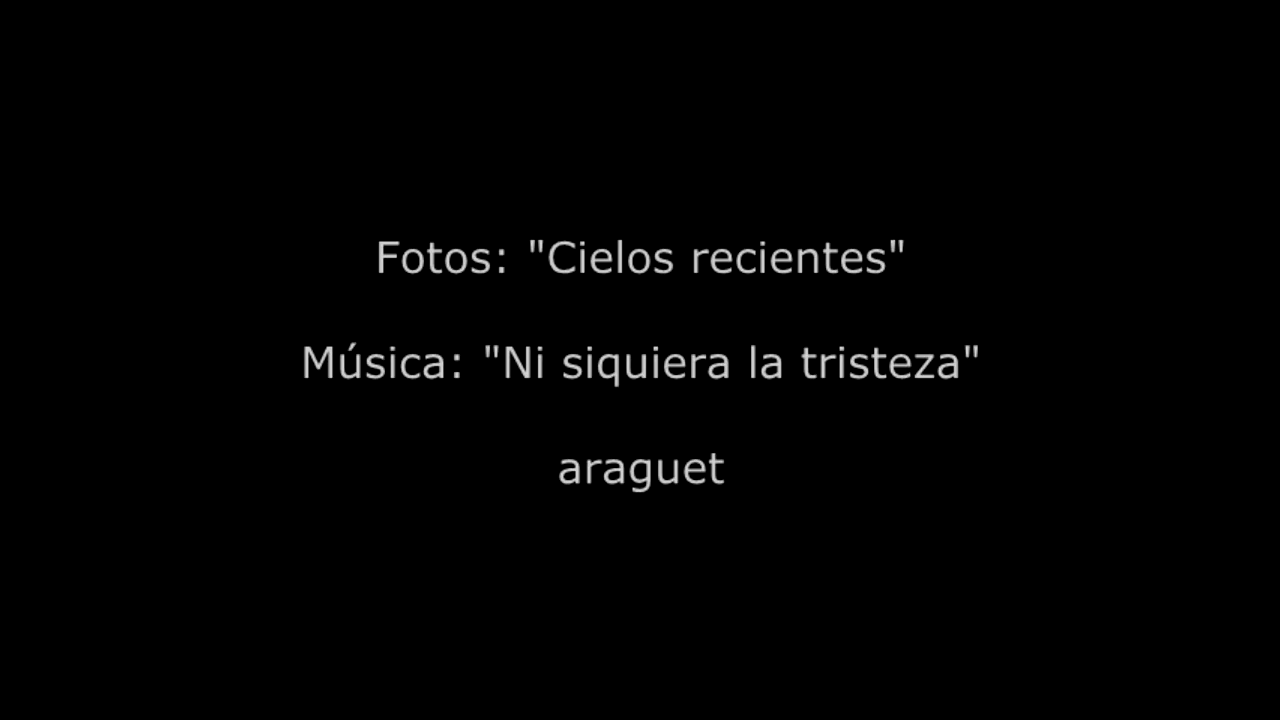 Fotos: "Cielos recientes"
Música: "Ni siquiera la tristeza"
araguet